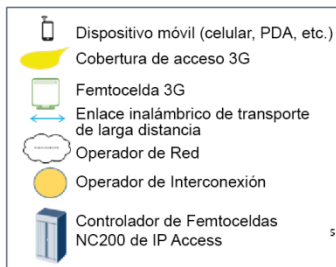 Dispositivo móvil (celular, PDA, etc.)
Cobertura de acceso 3G
Femtocelda 3G
Enlace inalámbrico de transporte
de larga distancia
Operador de Red
Operador de Interconexión
Controlador de Femtoceldas
NC200 de IP Access
s